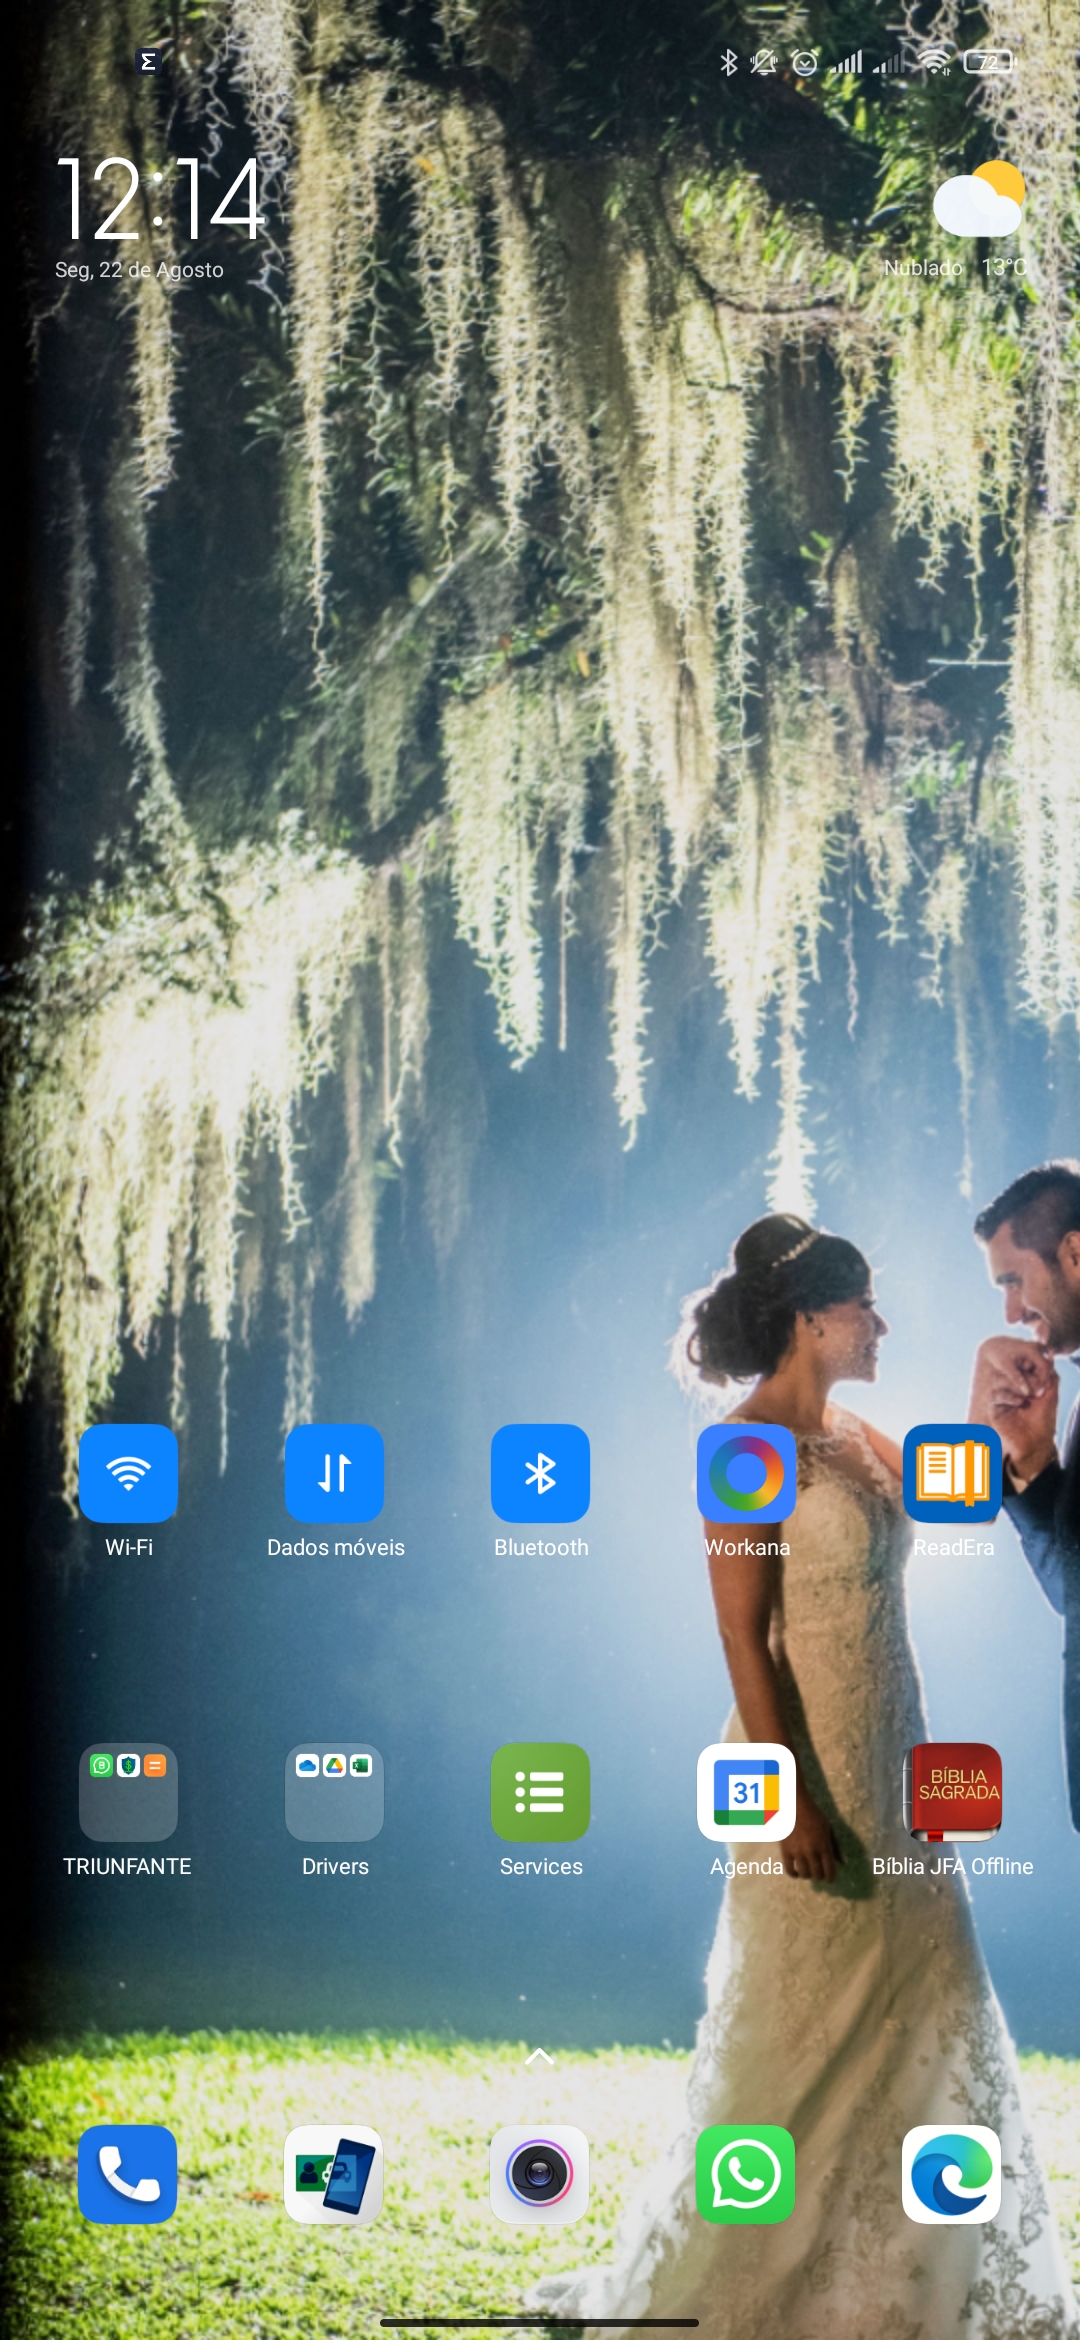 72
12:14
Seg, 22 de Agosto
Nublado 13°C
Wi-Fi
Dados móveis
Bluetooth
Workana
ReadEra
31
BÍBLIA
SAGRADA
TRIUNFANTE
Drivers
Services
Agenda
Bíblia JFA Offline